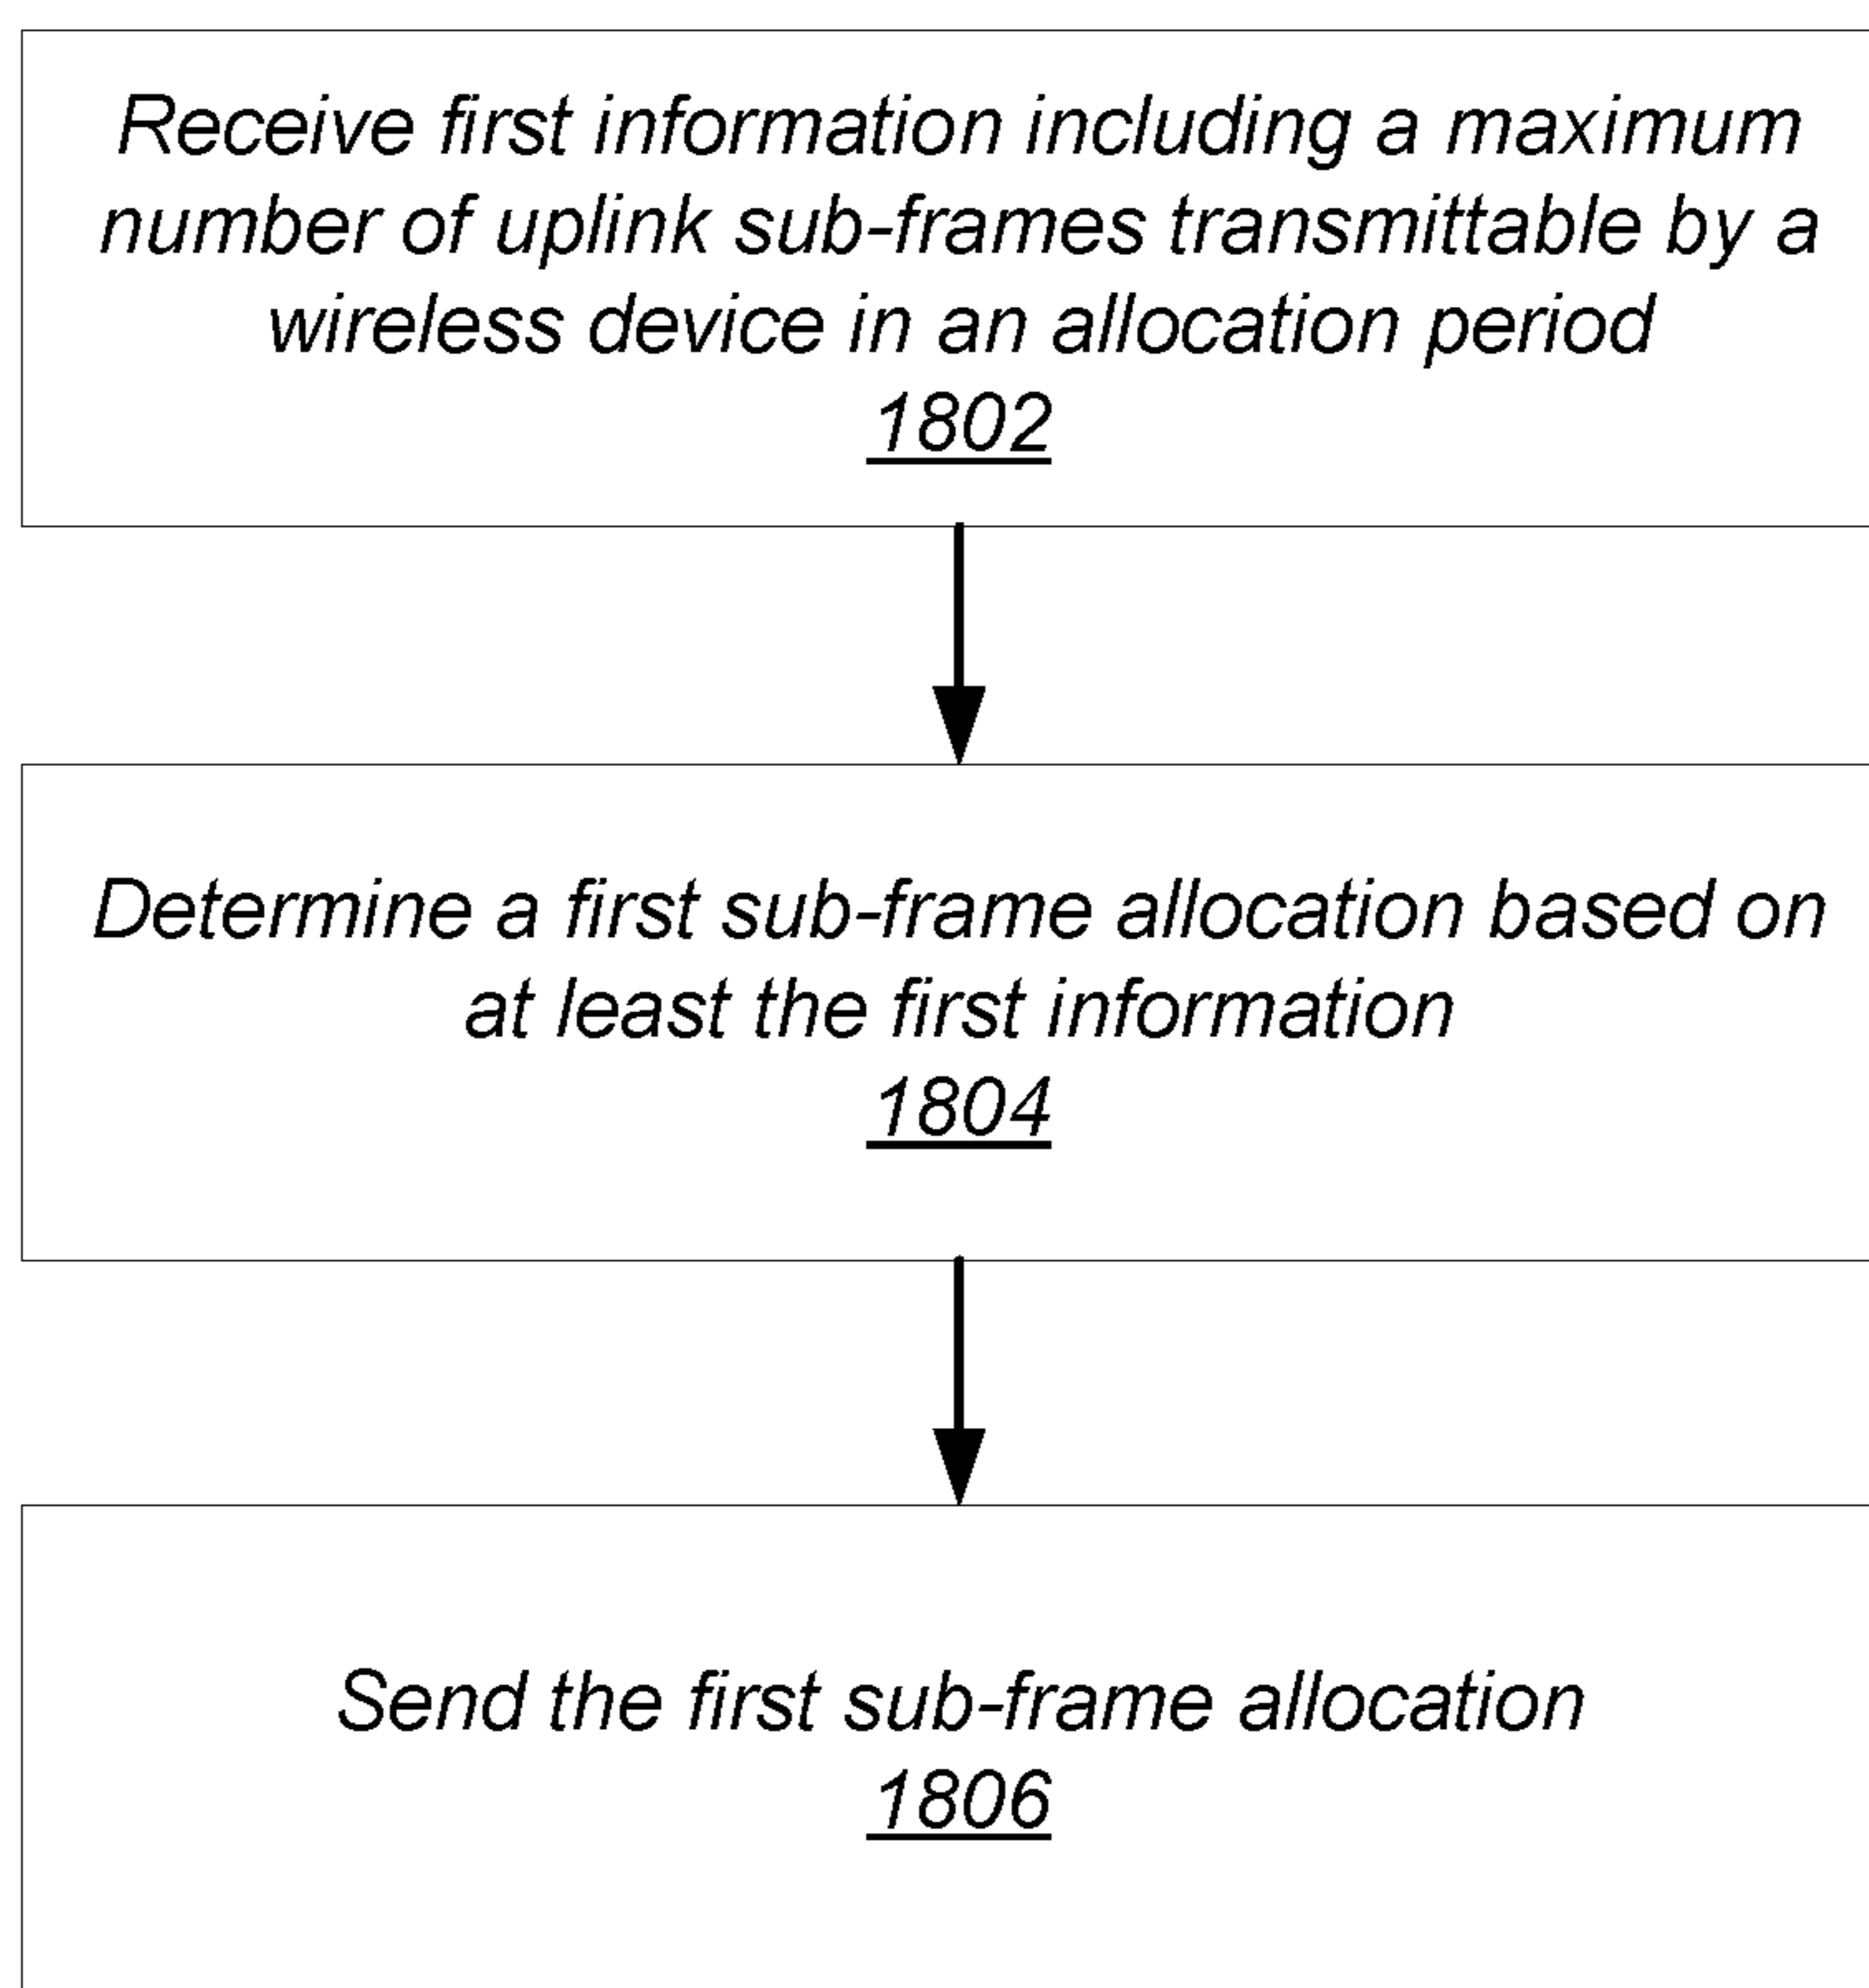 Receive first information including a maximum
number of uplink sub-frames transmittable by a
wireless device in an allocation period
1802
Determine a first sub-frame allocation based on
at least the first information
1804
Send the first sub-frame allocation
1806